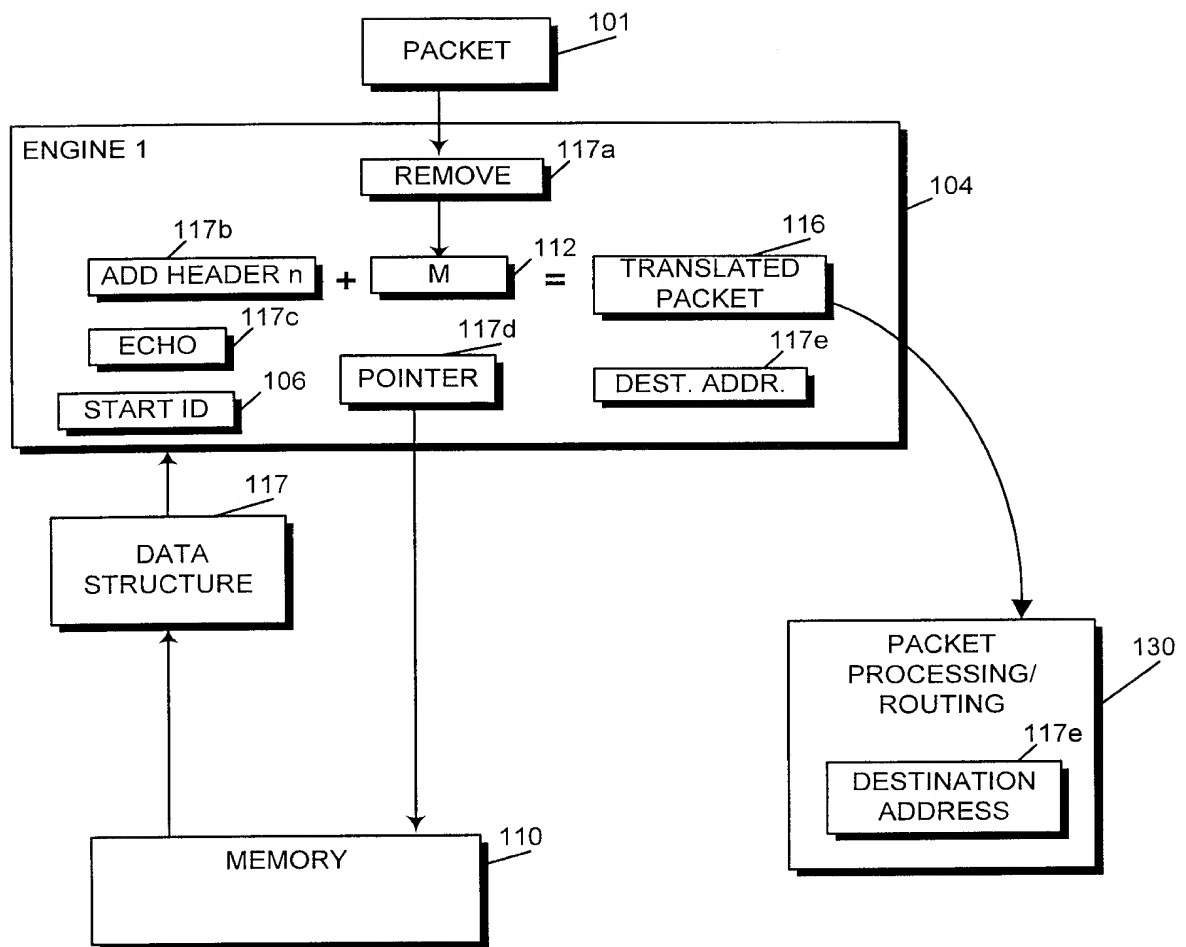 101
PACKET
ENGINE 1
117a
REMOVE
104
117b
112
116
ADD HEADER n + M = TRANSLATED
PACKET
117c
ECHO
117d
POINTER
117e
DEST. ADDR.
106
START ID
117
DATA
STRUCTURE
130
PACKET
PROCESSING/
ROUTING
117e
DESTINATION
ADDRESS
110
MEMORY